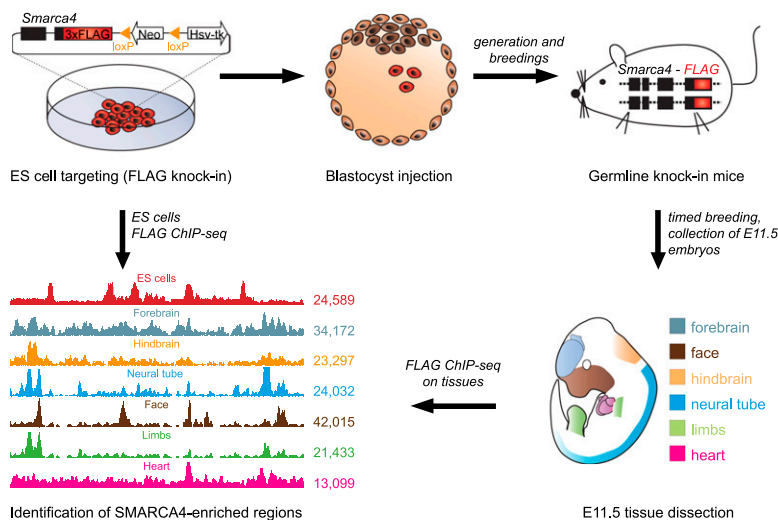 Smarca4
3xFLAG
Neo
Hsv-tk
loxP
loxP
ES cell targeting (FLAG knock-in)
Blastocyst injection
generation and
breedings
Smarca4 - FLAG
Germline knock-in mice
ES cells
FLAG ChIP-seq
timed breeding,
collection of E11.5
embryos
ES cells
24,589
Forebrain
34,172
Hindbrain
23,297
Neural tube
24,032
Face
42,015
Limbs
21,433
Heart
13,099
Identification of SMARCA4-enriched regions
FLAG ChIP-seq
on tissues
forebrain
face
hindbrain
neural tube
limbs
heart
E11.5 tissue dissection